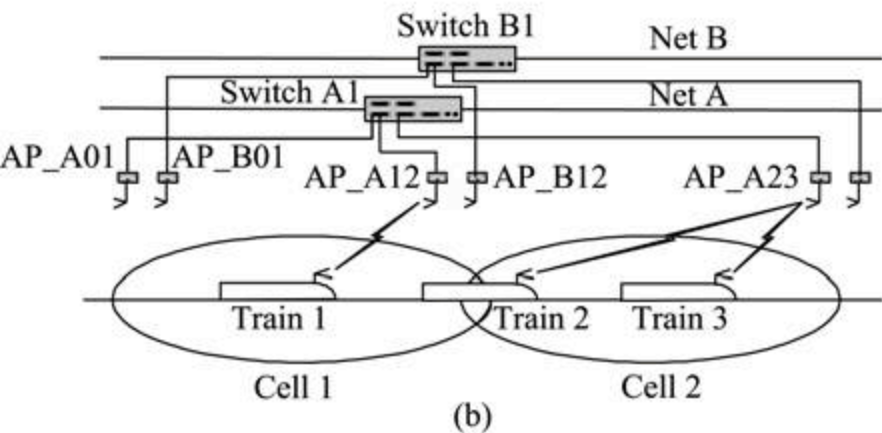 Switch B1
Net B
Switch A1
Net A
AP_A01
AP_B01
AP_A12
AP_B12
AP_A23
Train 1
Train 2
Train 3
Cell 1
Cell 2
(b)